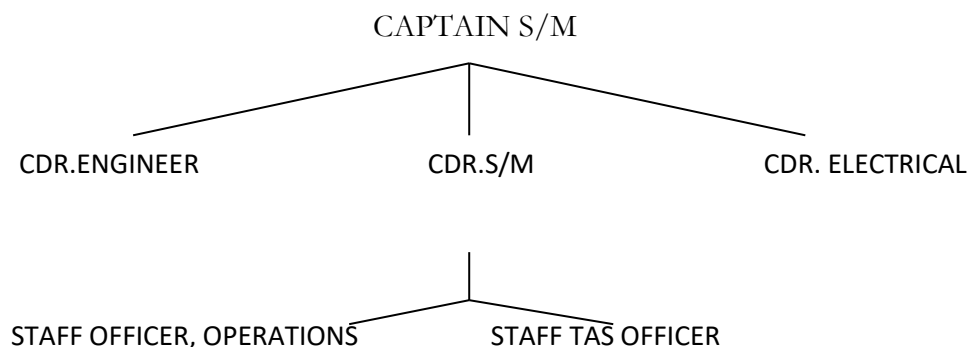 CAPTAIN S/M
CDR.ENGINEER CDR.S/M CDR. ELECTRICAL
STAFF OFFICER, OPERATIONS STAFF TAS OFFICER